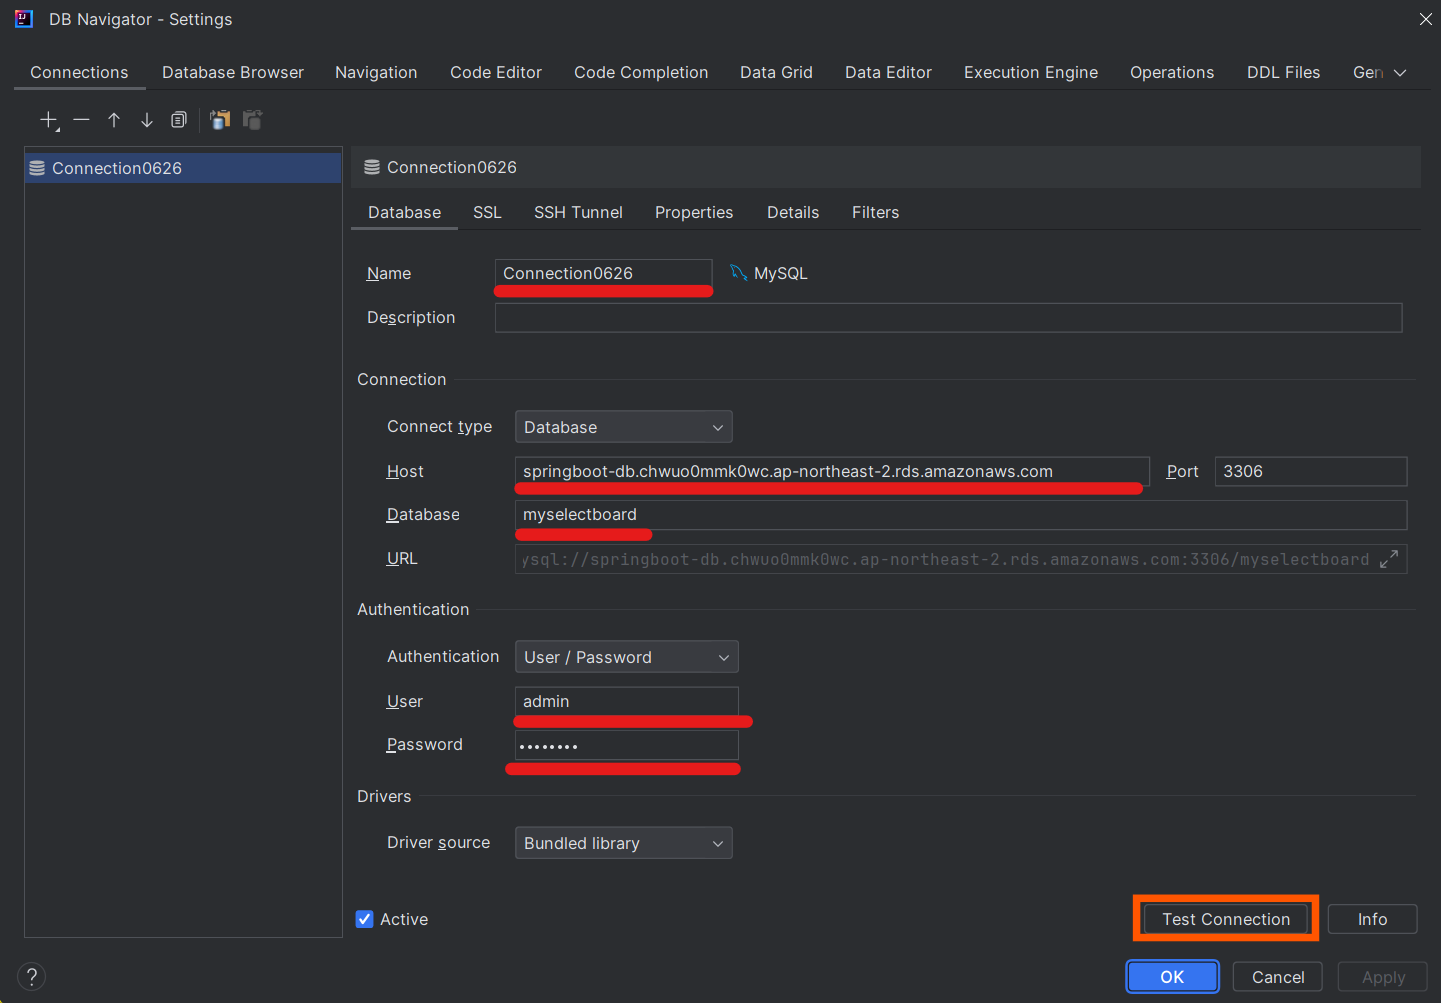 DB Navigator - Settings
Connections Database Browser Navigation Code Editor Code Completion Data Grid Data Editor Execution Engine Operations DDL Files Gen
Connection0626
Connection0626
Database SSL SSH Tunnel Properties Details Filters
Name Connection0626 MySQL
Description
Connection
Connect type Database
Host springboot-db.chwuo0mmk0wc.ap-northeast-2.rds.amazonaws.com Port 3306
Database myselectboard
URL ysql://springboot-db.chwuo0mmk0wc.ap-northeast-2.rds.amazonaws.com:3306/myselectboard
Authentication
Authentication User / Password
User admin
Password ••••••••
Drivers
Driver source Bundled library
Active Test Connection Info
? OK Cancel Apply